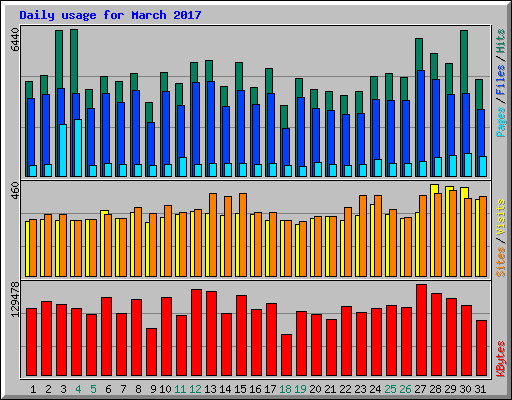 Daily usage for March 2017
6440
Pages / Files / Hits
460
Sites / Visits
129478
KBytes
1 2 3 4 5 6 7 8 9 10 11 12 13 14 15 16 17 18 19 20 21 22 23 24 25 26 27 28 29 30 31